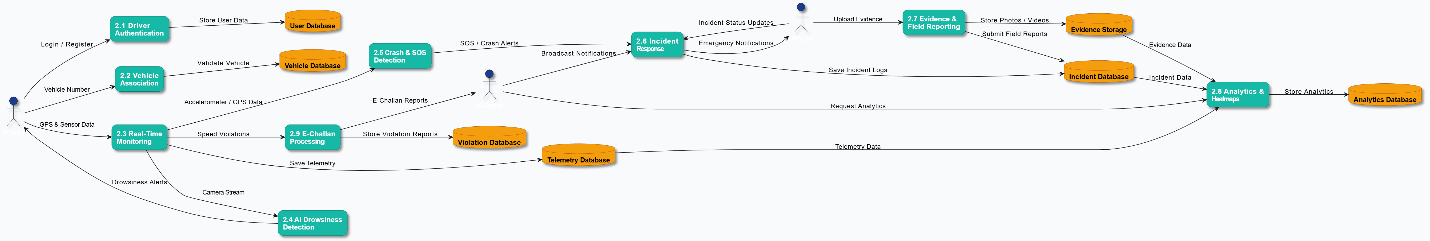 2.1 Driver
Authentication
Store User Data
User Database
Login / Register
2.2 Vehicle
Association
Validate Vehicle
Vehicle Database
Vehicle Number
GPS & Sensor Data
2.3 Real-Time
Monitoring
Accelerometer / GPS Data
2.5 Crash & SOS
Detection
SOS / Crash Alerts
Speed Violations
2.9 E-Challan
Processing
E-Challan Reports
Store Violation Reports
Violation Database
Save Telemetry
Telemetry Database
Telemetry Data
Drowsiness Alerts
Camera Stream
2.4 AI Drowsiness
Detection
Broadcast Notifications
Incident Status Updates
Emergency Notifications
2.6 Incident
Response
Save Incident Logs
Request Analytics
Upload Evidence
2.7 Evidence &
Field Reporting
Store Photos / Videos
Evidence Storage
Submit Field Reports
Incident Database
Evidence Data
Incident Data
2.8 Analytics &
Heatmaps
Store Analytics
Analytics Database